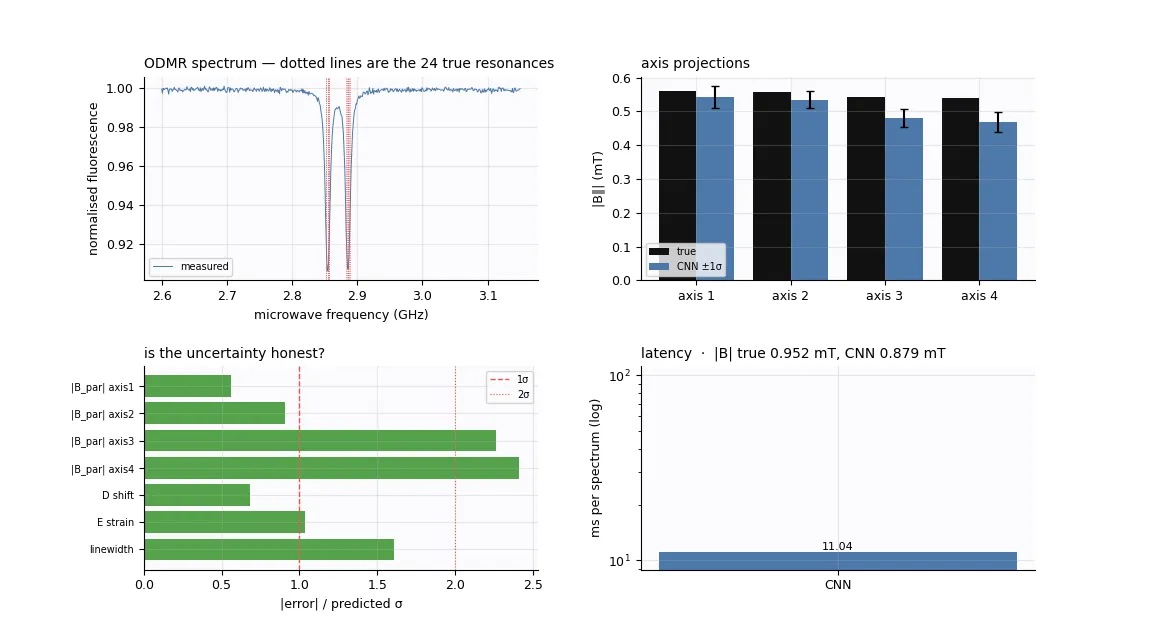 ODMR spectrum — dotted lines are the 24 true resonances
normalised fluorescence
1.00
0.98
0.96
0.94
0.92
measured
2.6 2.7 2.8 2.9 3.0 3.1
microwave frequency (GHz)
axis projections
|B∥| (mT)
0.6
0.5
0.4
0.3
0.2
0.1
0.0
true
CNN ±1σ
axis 1 axis 2 axis 3 axis 4
is the uncertainty honest?
|B_par| axis1
|B_par| axis2
|B_par| axis3
|B_par| axis4
D shift
E strain
linewidth
1σ
2σ
0.0 0.5 1.0 1.5 2.0 2.5
|error| / predicted σ
latency · |B| true 0.952 mT, CNN 0.879 mT
ms per spectrum (log)
10²
10¹
11.04
CNN